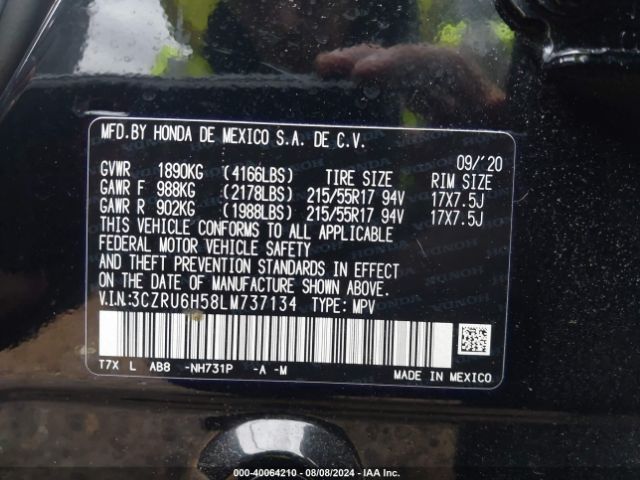 MFD.BY HONDA DE MEXICO S.A. DE C.V.
09/'20
GVWR 1890KG (4166LBS) TIRE SIZE RIM SIZE
GAWR F 988KG (2178LBS) 215/55R17 94V 17X7.5J
GAWR R 902KG (1988LBS) 215/55R17 94V 17X7.5J
THIS VEHICLE CONFORMS TO ALL APPLICABLE
FEDERAL MOTOR VEHICLE SAFETY
AND THEFT PREVENTION STANDARDS IN EFFECT
ON THE DATE OF MANUFACTURE SHOWN ABOVE.
V.I.N:3CZRU6H58LM737134 TYPE: MPV
T7X L AB8 -NH731P -A -M
MADE IN MEXICO
000-40064210 - 08/08/2024 - IAA Inc.